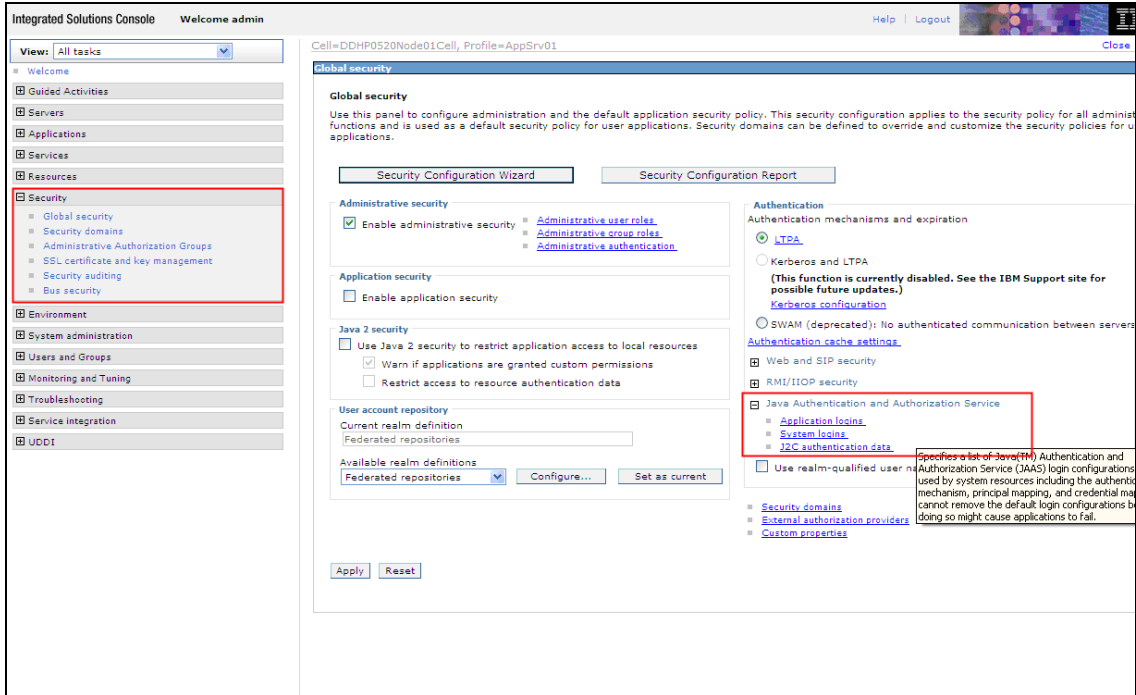 Integrated Solutions Console Welcome admin
Help | Logout
View: All tasks
Welcome
Guided Activities
Servers
Applications
Services
Resources
Security
Global security
Security domains
Administrative Authorization Groups
SSL certificate and key management
Security auditing
Bus security
Environment
System administration
Users and Groups
Monitoring and Tuning
Troubleshooting
Service integration
UDDI
Cell=DDHP0520Node01Cell, Profile=AppSrv01
Close
Global security
Global security
Use this panel to configure administration and the default application security policy. This security configuration applies to the security policy for all administ
functions and is used as a default security policy for user applications. Security domains can be defined to override and customize the security policies for u
applications.
Security Configuration Wizard
Security Configuration Report
Administrative security
Enable administrative security
Administrative user roles
Administrative group roles
Administrative authentication
Application security
Enable application security
Java 2 security
Use Java 2 security to restrict application access to local resources
Warn if applications are granted custom permissions
Restrict access to resource authentication data
User account repository
Current realm definition
Federated repositories
Available realm definitions
Federated repositories
Configure...
Set as current
Authentication
Authentication mechanisms and expiration
LTPA
Kerberos and LTPA
(This function is currently disabled. See the IBM Support site for
possible future updates.)
Kerberos configuration
SWAM (deprecated): No authenticated communication between servers
Authentication cache settings
Web and SIP security
RMI/IIOP security
Java Authentication and Authorization Service
Application logins
System logins
J2C authentication data
Use realm-qualified user na
Specifies a list of Java(TM) Authentication and
Authorization Service (JAAS) login configurations
used by system resources including the authentic
mechanism, principal mapping, and credential map
cannot remove the default login configurations be
doing so might cause applications to fail.
Security domains
External authorization providers
Custom properties
Apply
Reset